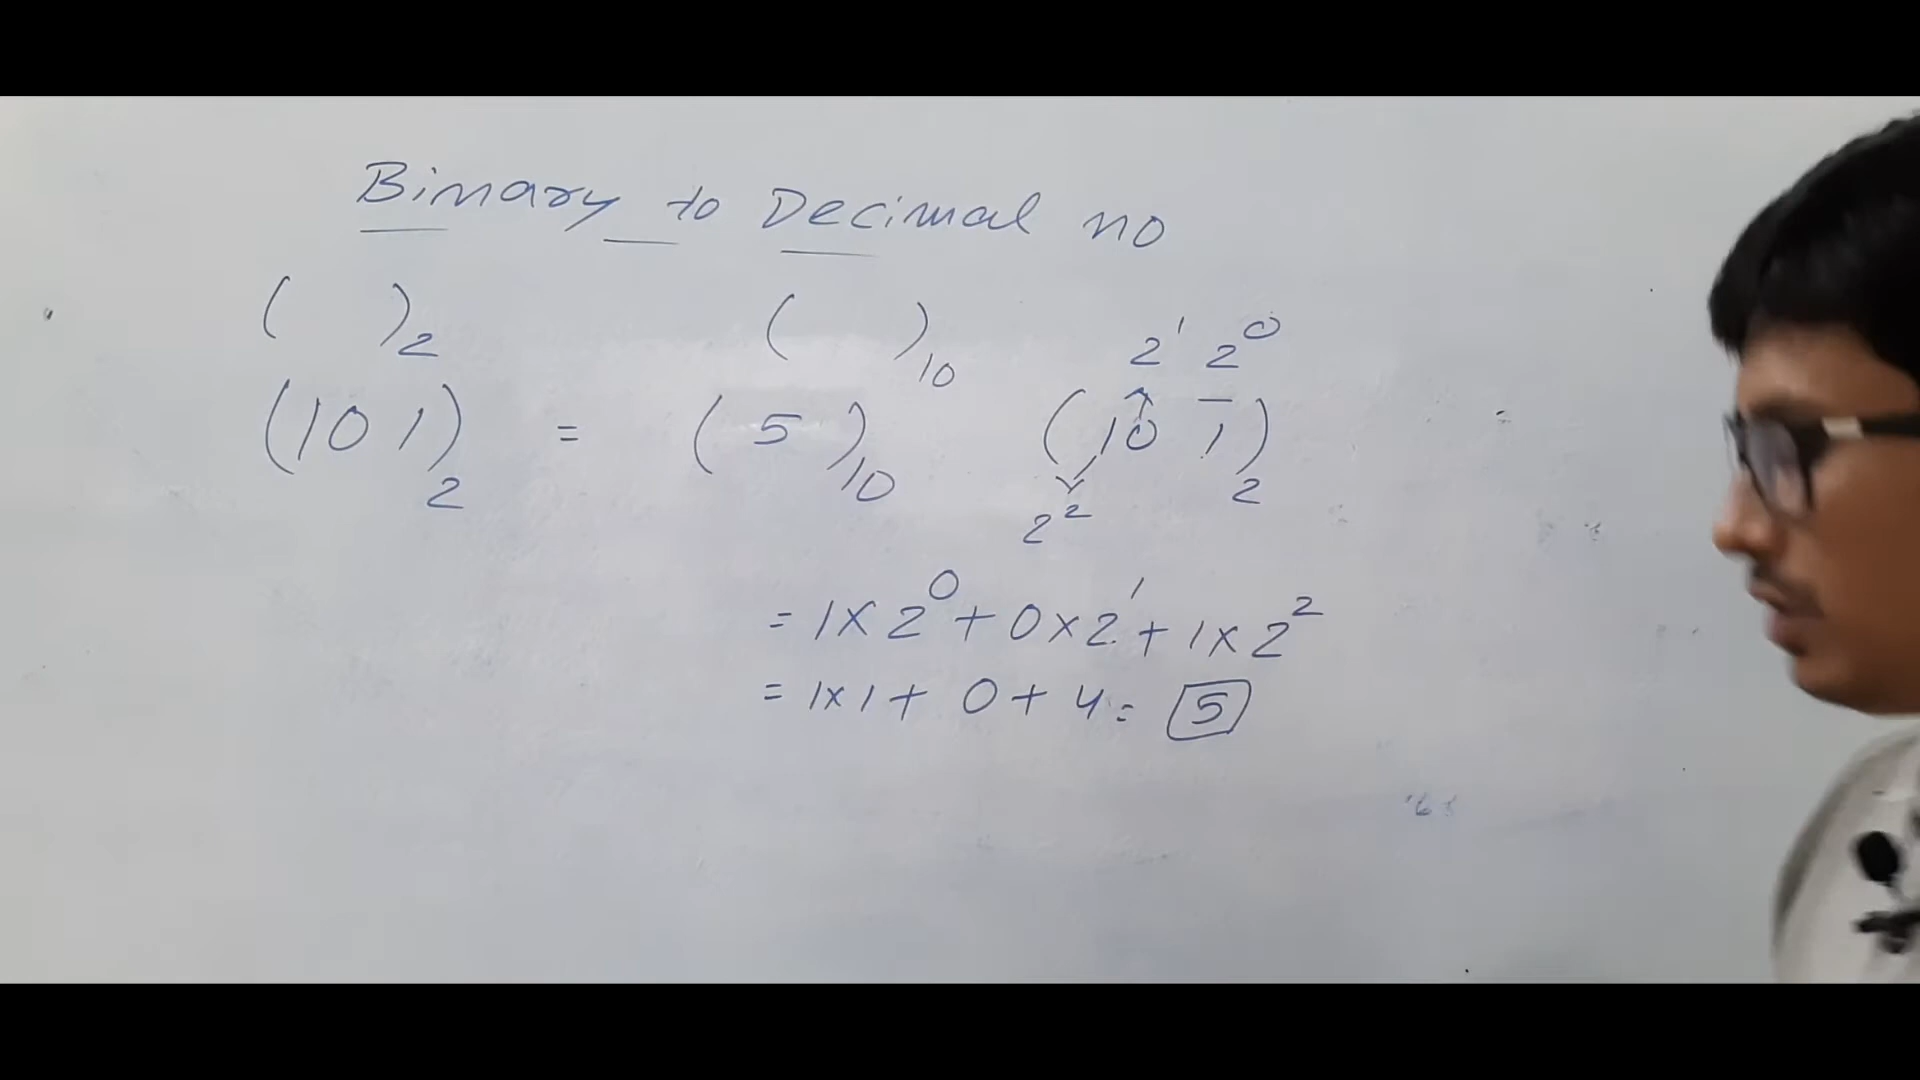 Binary to Decimal no
( )2 ( )10
2¹ 2⁰
(101)2 = (5)10 (101)2
2²
= 1 x 2⁰ + 0 x 2¹ + 1 x 2²
= 1 x 1 + 0 + 4 = 5